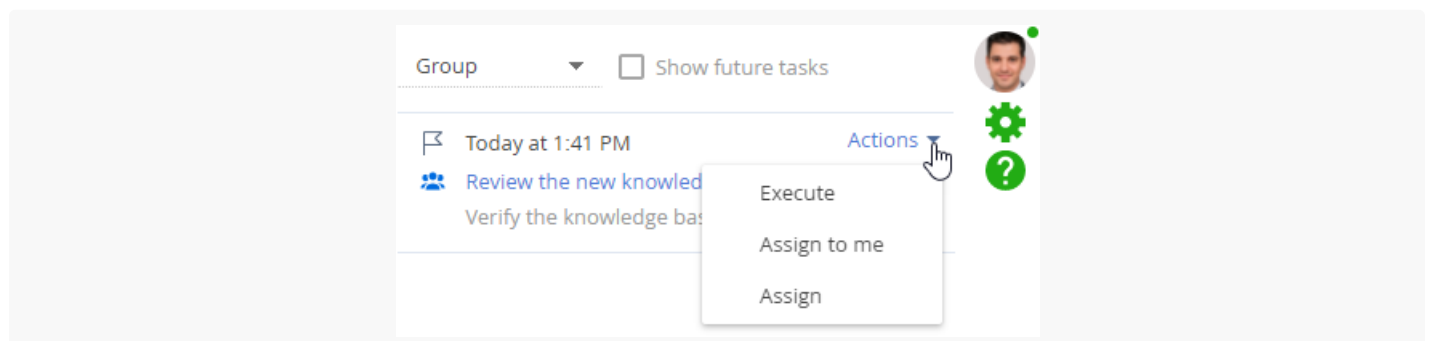 Group
Show future tasks
Today at 1:41 PM
Actions
Review the new knowled
Verify the knowledge bas
Execute
Assign to me
Assign
?